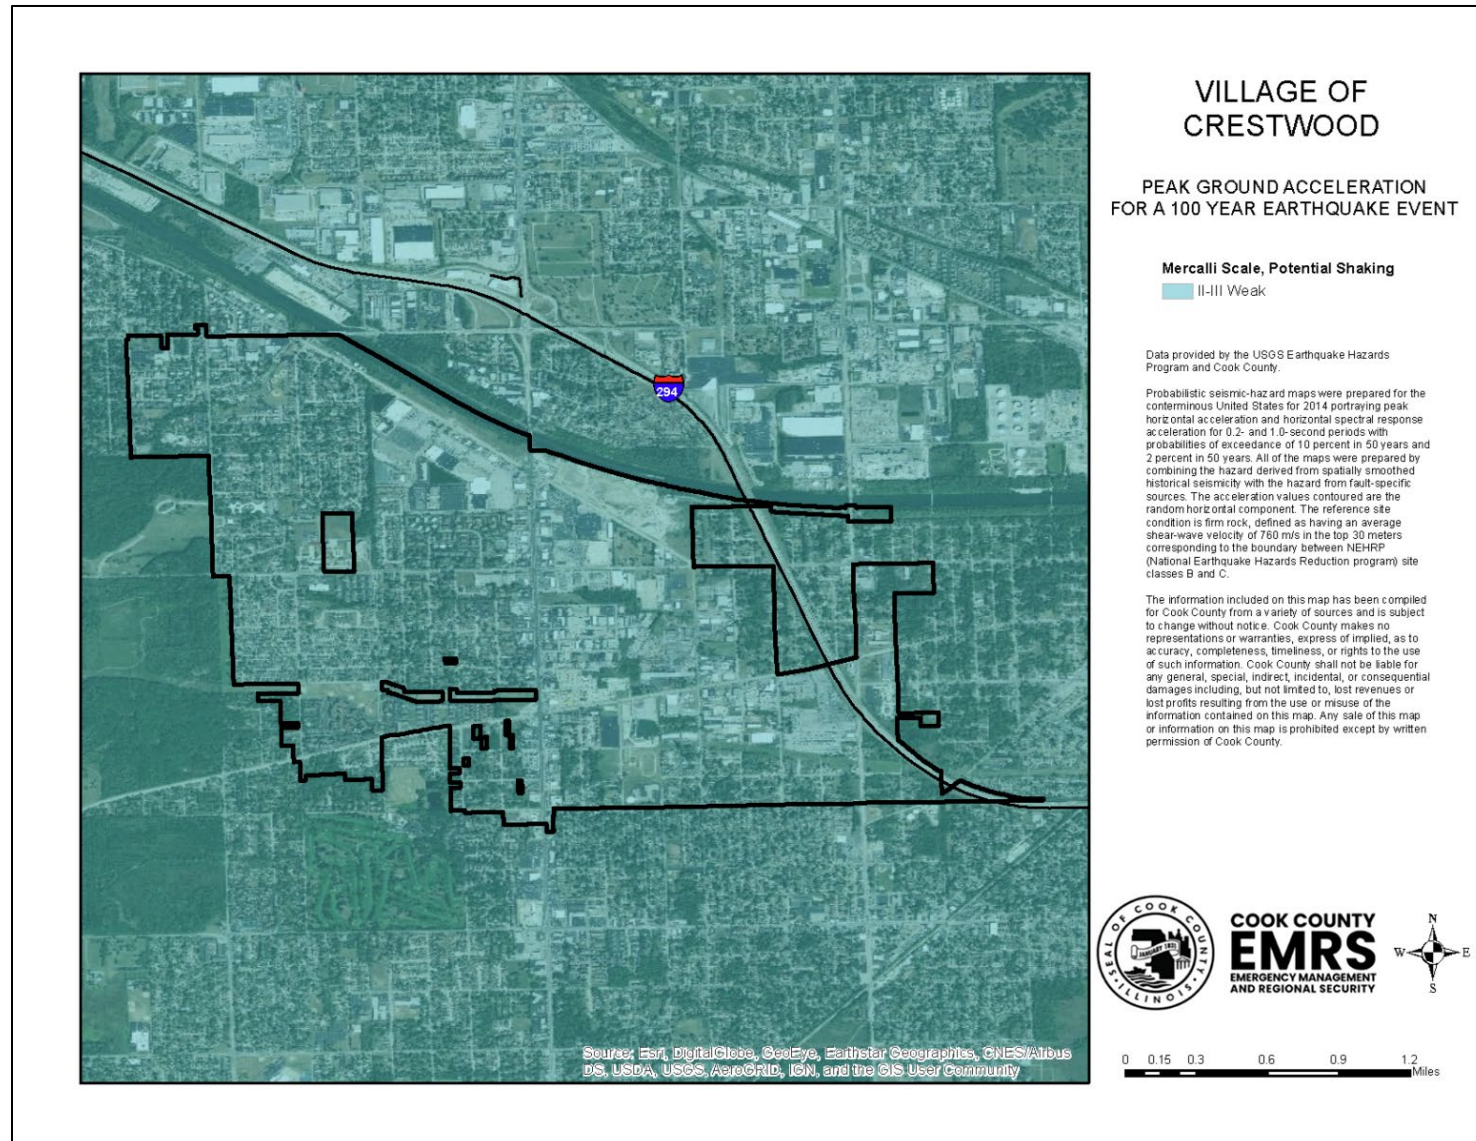 VILLAGE OF
CRESTWOOD
PEAK GROUND ACCELERATION
FOR A 100 YEAR EARTHQUAKE EVENT
Mercalli Scale, Potential Shaking
II-III Weak
Data provided by the USGS Earthquake Hazards
Program and Cook County.
Probabilistic seismic-hazard maps were prepared for the
conterminous United States for 2014 portraying peak
horizontal acceleration and horizontal spectral response
acceleration for 0.2- and 1.0-second periods with
probabilities of exceedance of 10 percent in 50 years and
2 percent in 50 years. All of the maps were prepared by
combining the hazard derived from spatially smoothed
historical seismicity with the hazard from fault-specific
sources. The acceleration values contoured are the
random horizontal component. The reference site
condition is firm rock, defined as having an average
shear-wave velocity of 760 m/s in the top 30 meters
corresponding to the boundary between NEHRP
(National Earthquake Hazards Reduction program) site
classes B and C.
The information included on this map has been compiled
for Cook County from a variety of sources and is subject
to change without notice. Cook County makes no
representations or warranties, express of implied, as to
accuracy, completeness, timeliness, or rights to the use
of such information. Cook County shall not be liable for
any general, special, indirect, incidental, or consequential
damages including, but not limited to, lost revenues or
lost profits resulting from the use or misuse of the
information contained on this map. Any sale of this map
or information on this map is prohibited except by written
permission of Cook County.
294
SEAL OF COOK COUNTY
JANUARY 1831
ILLINOIS
COOK COUNTY
EMRS
EMERGENCY MANAGEMENT
AND REGIONAL SECURITY
N
W E
S
Source: Esri, DigitalGlobe, GeoEye, Earthstar Geographics, CNES/Airbus
DS, USDA, USGS, AeroGRID, IGN, and the GIS User Community
0 0.15 0.3 0.6 0.9 1.2
Miles